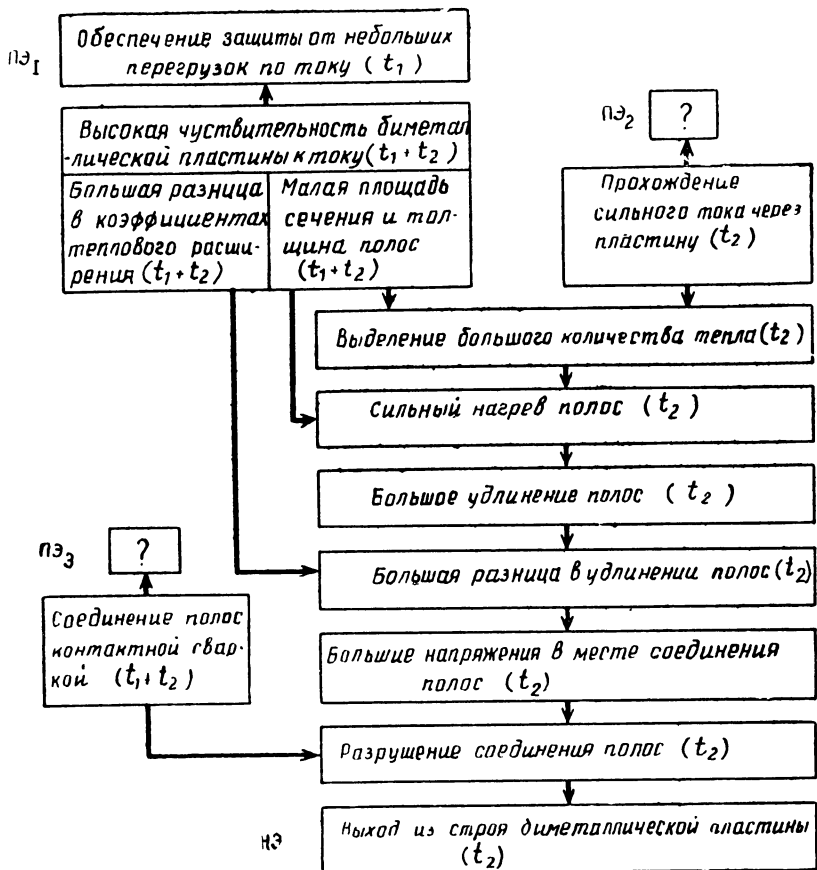 ПЭ₁
Обеспечение защиты от небольших
перегрузок по току (t₁)
Высокая чуствительность биметал
-лической пластины к току (t₁+t₂)
Большая разница
в коэффициентах
теплового расши-
рения (t₁+t₂)
Малая площадь
сечения и тол-
щина полос
(t₁+t₂)
ПЭ₂
?
Прохождение
сильного тока через
пластину (t₂)
Выделение большого количества тепла (t₂)
Сильный нагрев полос (t₂)
Большое удлинение полос (t₂)
ПЭ₃
?
Большая разница в удлинении полос (t₂)
Соединение полос
контактной свар-
кой (t₁+t₂)
Большие напряжения в месте соединения
полос (t₂)
Разрушение соединения полос (t₂)
НЭ
Выход из строя биметаллической пластины
(t₂)